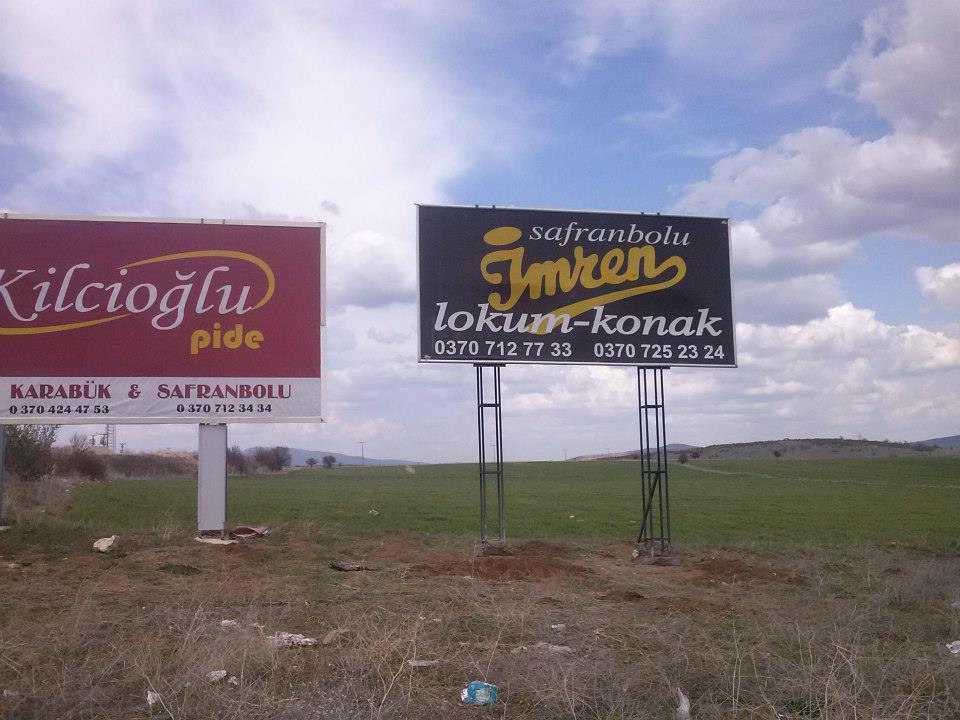 Kilcioğlu
pide
KARABÜK & SAFRANBOLU
0 370 424 47 53 0 370 712 34 34
safranbolu
İmren
lokum-konak
0370 712 77 33 0370 725 23 24